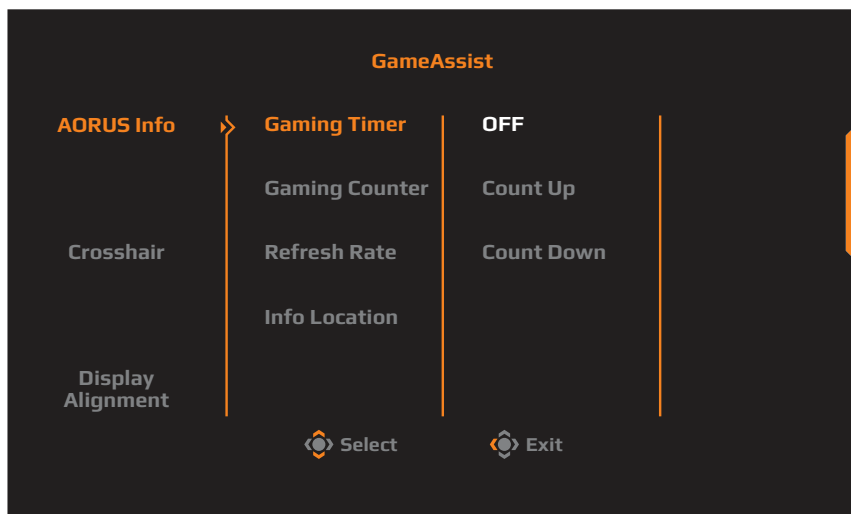 GameAssist
AORUS Info
Gaming Timer
OFF
Gaming Counter
Count Up
Crosshair
Refresh Rate
Count Down
Info Location
Display
Alignment
Select
Exit